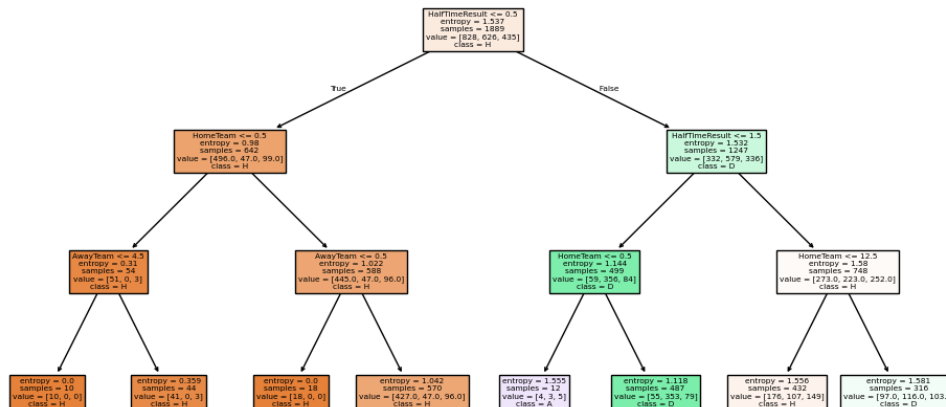 HalfTimeResult <= 0.5
entropy = 1.537
samples = 1889
value = [828, 626, 435]
class = H
True
False
HomeTeam <= 0.5
entropy = 0.98
samples = 642
value = [496.0, 47.0, 99.0]
class = H
HalfTimeResult <= 1.5
entropy = 1.532
samples = 1247
value = [332, 579, 336]
class = D
AwayTeam <= 4.5
entropy = 0.31
samples = 54
value = [51, 0, 3]
class = H
AwayTeam <= 0.5
entropy = 1.022
samples = 588
value = [445.0, 47.0, 96.0]
class = H
HomeTeam <= 0.5
entropy = 1.144
samples = 499
value = [59, 356, 84]
class = D
HomeTeam <= 12.5
entropy = 1.58
samples = 748
value = [273.0, 223.0, 252.0]
class = H
entropy = 0.0
samples = 10
value = [10, 0, 0]
class = H
entropy = 0.359
samples = 44
value = [41, 0, 3]
class = H
entropy = 0.0
samples = 18
value = [18, 0, 0]
class = H
entropy = 1.042
samples = 570
value = [427.0, 47.0, 96.0]
class = H
entropy = 1.555
samples = 12
value = [4, 3, 5]
class = A
entropy = 1.118
samples = 487
value = [55, 353, 79]
class = D
entropy = 1.556
samples = 432
value = [176, 107, 149]
class = H
entropy = 1.581
samples = 316
value = [97.0, 116.0, 103
class = D